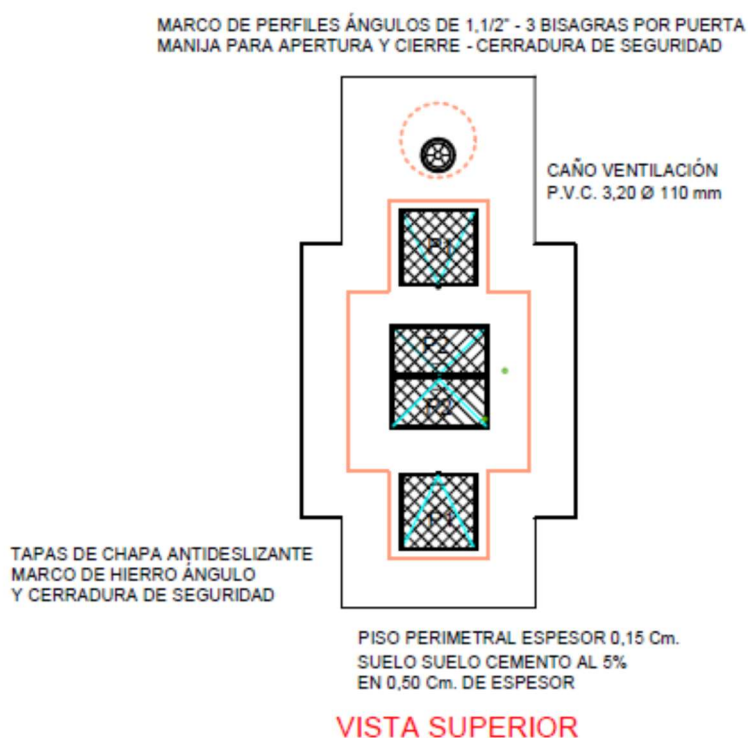 MARCO DE PERFILES ÁNGULOS DE 1,1/2" - 3 BISAGRAS POR PUERTA
MANIJA PARA APERTURA Y CIERRE - CERRADURA DE SEGURIDAD
CAÑO VENTILACIÓN
P.V.C. 3,20 Ø 110 mm
P1
P2
P2
P1
TAPAS DE CHAPA ANTIDESLIZANTE
MARCO DE HIERRO ÁNGULO
Y CERRADURA DE SEGURIDAD
PISO PERIMETRAL ESPESOR 0,15 Cm.
SUELO SUELO CEMENTO AL 5%
EN 0,50 Cm. DE ESPESOR
VISTA SUPERIOR